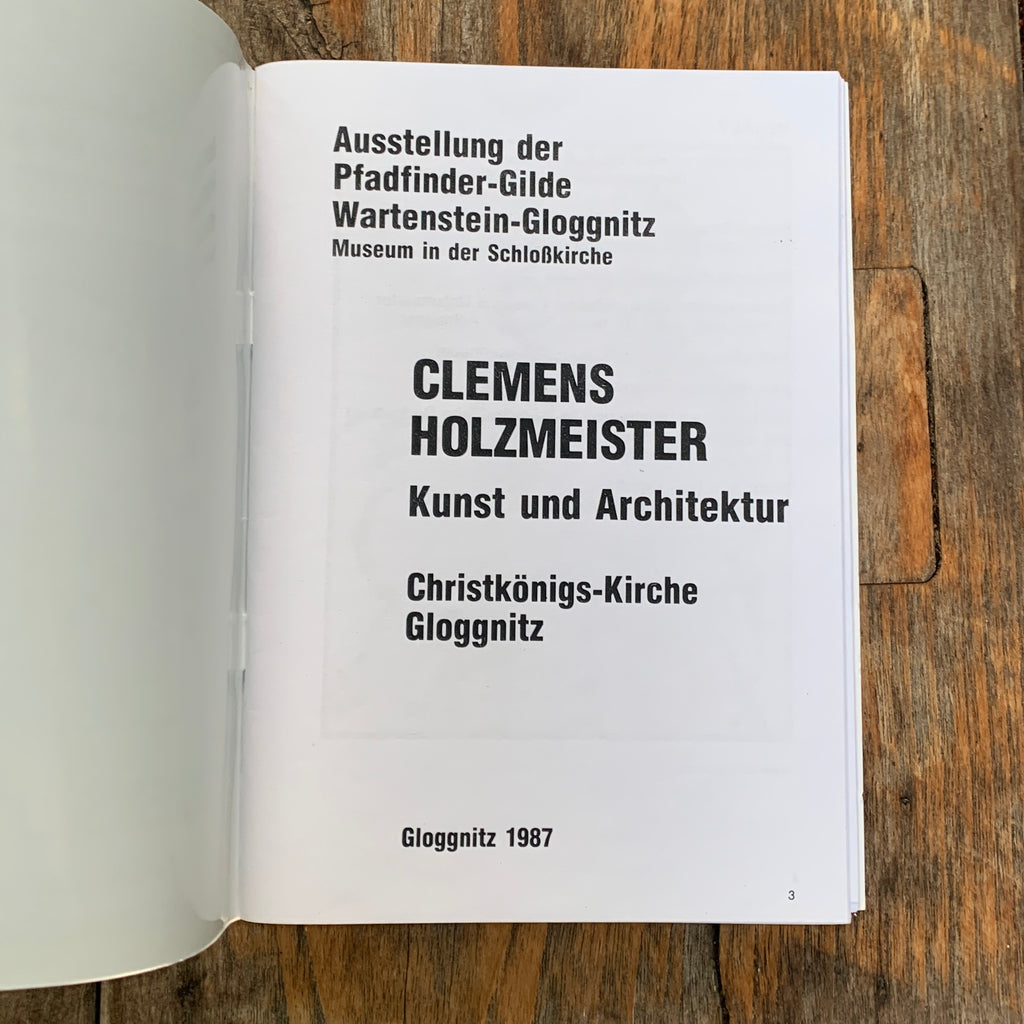 Ausstellung der
Pfadfinder-Gilde
Wartenstein-Gloggnitz
Museum in der Schloßkirche
CLEMENS
HOLZMEISTER
Kunst und Architektur
Christkönigs-Kirche
Gloggnitz
Gloggnitz 1987
3